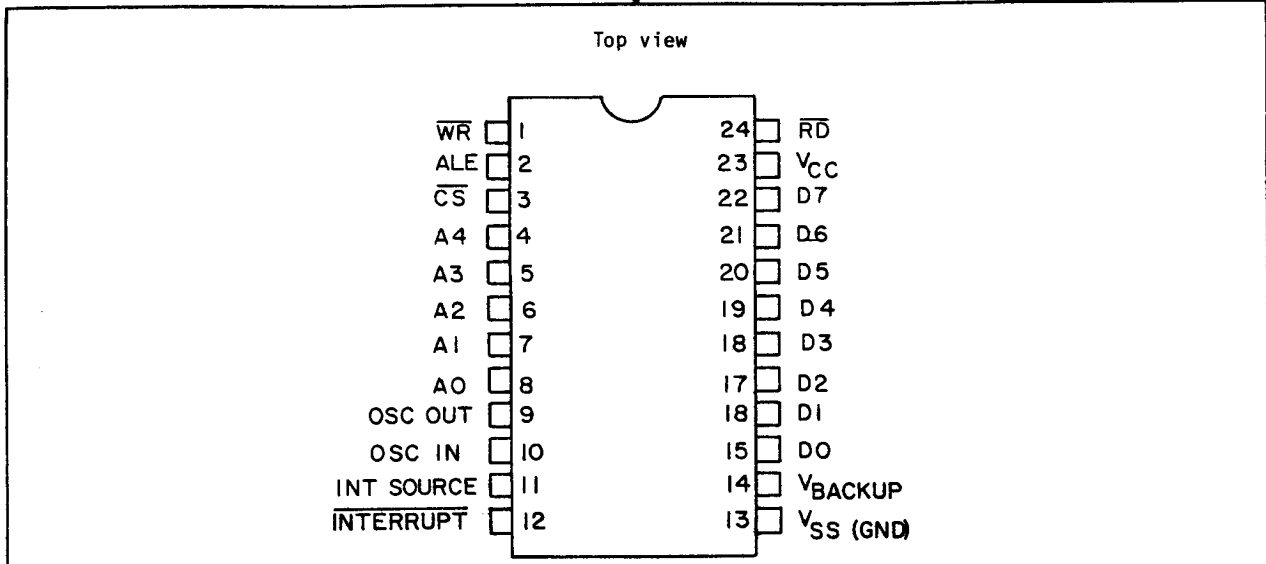 Top view
WR 1 24 RD
ALE 2 23 VCC
CS 3 22 D7
A4 4 21 D6
A3 5 20 D5
A2 6 19 D4
A1 7 18 D3
A0 8 17 D2
OSC OUT 9 18 D1
OSC IN 10 15 D0
INT SOURCE 11 14 VBACKUP
INTERRUPT 12 13 VSS (GND)